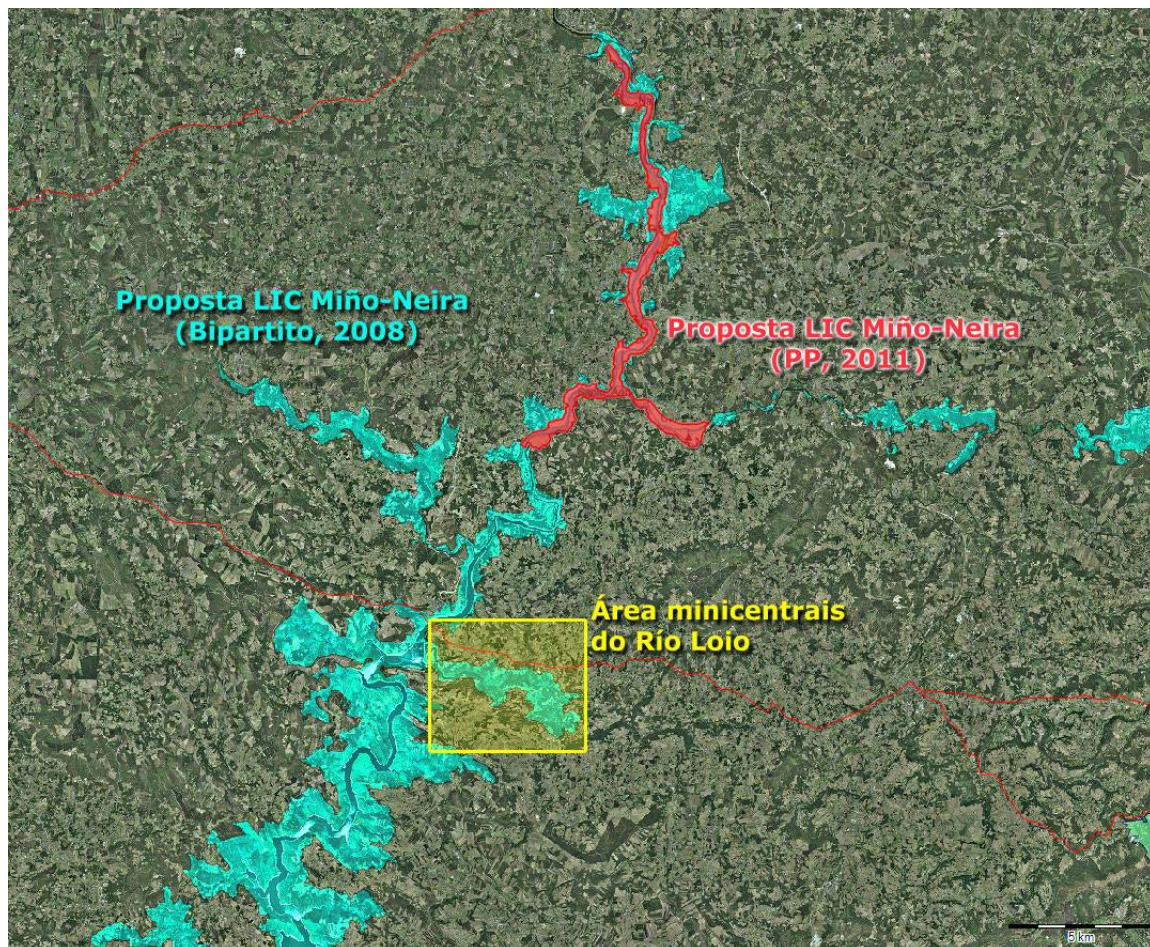 Proposta LIC Miño-Neira
(Bipartito, 2008)
Proposta LIC Miño-Neira
(PP, 2011)
Área minicentrais
do Río Loio
5 km